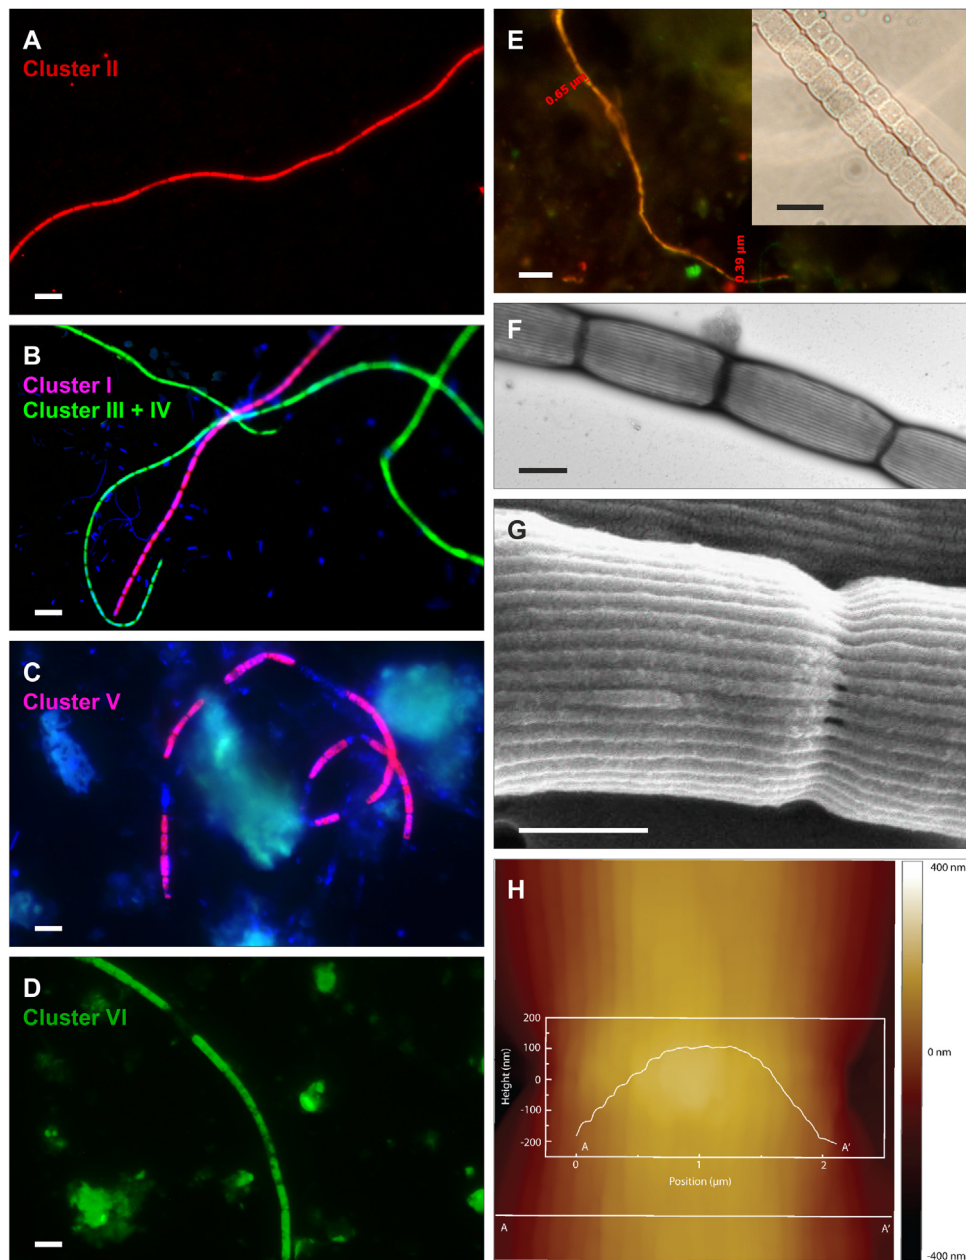 A
Cluster II
B
Cluster I
Cluster III + IV
C
Cluster V
D
Cluster VI
E
0.65 µm
0.39 µm
F
G
H
400 nm
0 nm
-400 nm
200
100
0
-100
-200
Height (nm)
A
A'
0
1
2
Position (µm)
A
A'